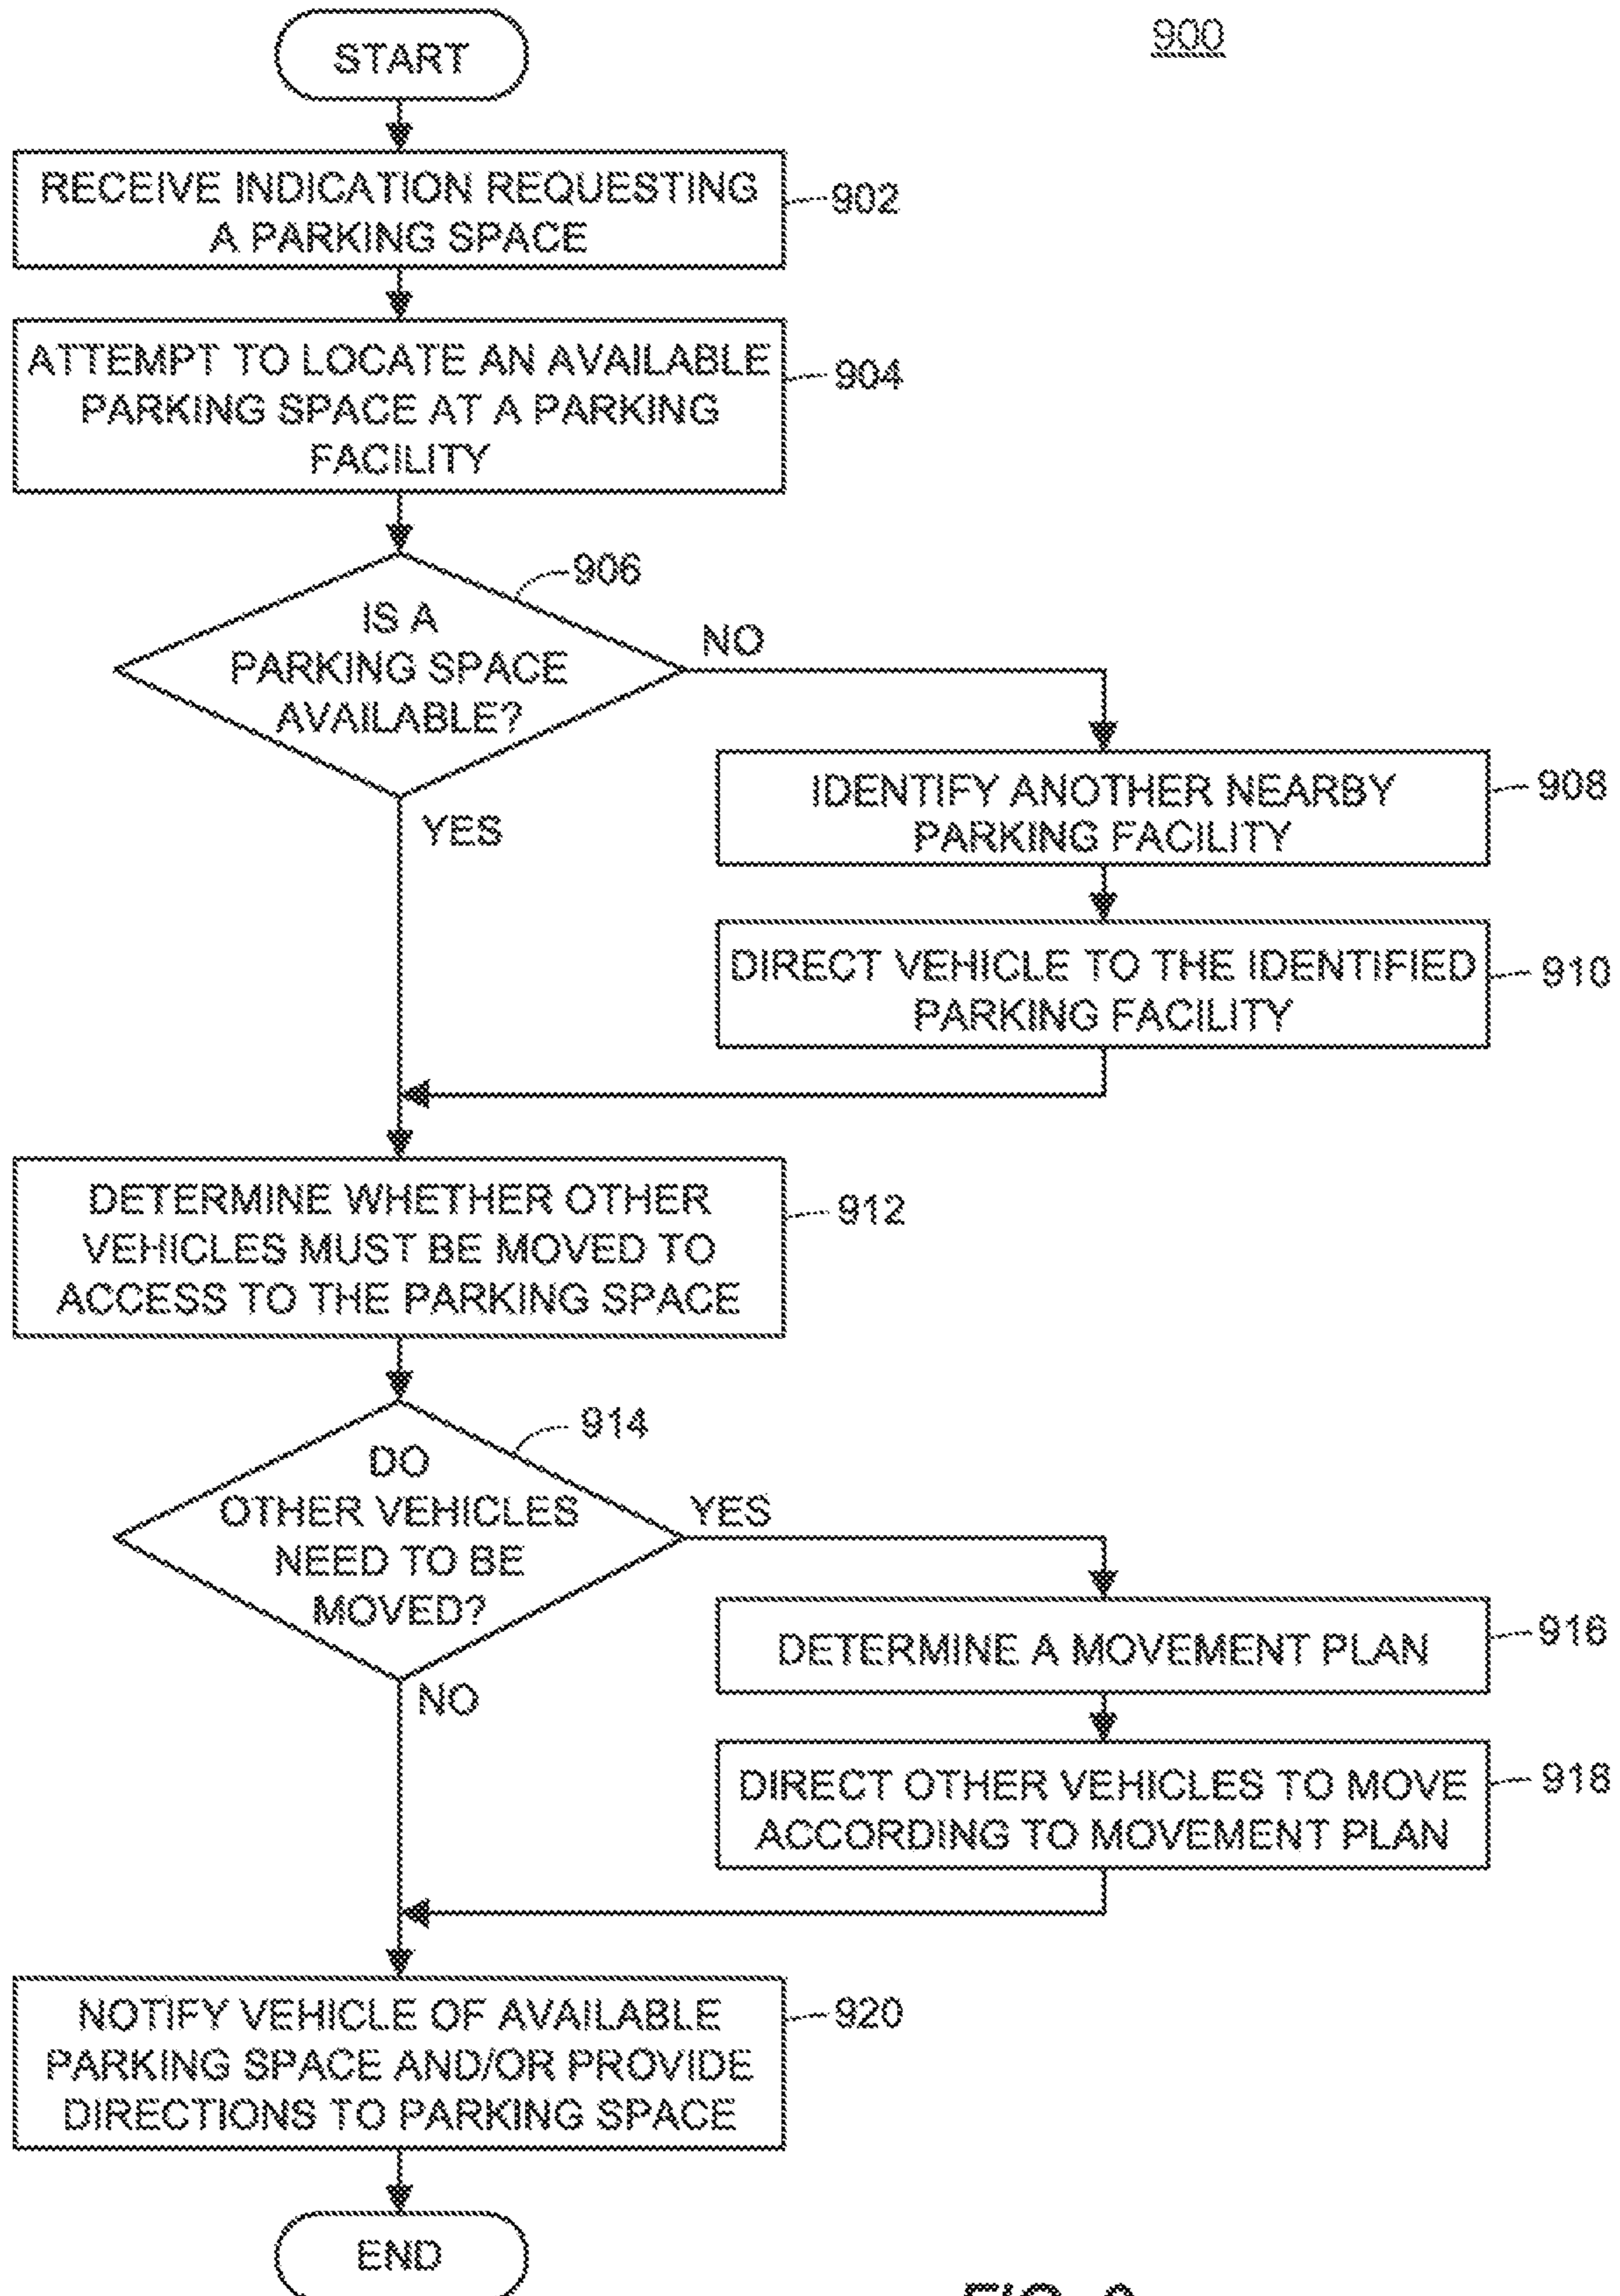 900
START
RECEIVE INDICATION REQUESTING
A PARKING SPACE
902
ATTEMPT TO LOCATE AN AVAILABLE
PARKING SPACE AT A PARKING
FACILITY
904
906
IS A
PARKING SPACE
AVAILABLE?
NO
YES
IDENTIFY ANOTHER NEARBY
PARKING FACILITY
908
DIRECT VEHICLE TO THE IDENTIFIED
PARKING FACILITY
910
DETERMINE WHETHER OTHER
VEHICLES MUST BE MOVED TO
ACCESS TO THE PARKING SPACE
912
914
DO
OTHER VEHICLES
NEED TO BE
MOVED?
YES
NO
DETERMINE A MOVEMENT PLAN
916
DIRECT OTHER VEHICLES TO MOVE
ACCORDING TO MOVEMENT PLAN
918
NOTIFY VEHICLE OF AVAILABLE
PARKING SPACE AND/OR PROVIDE
DIRECTIONS TO PARKING SPACE
920
END